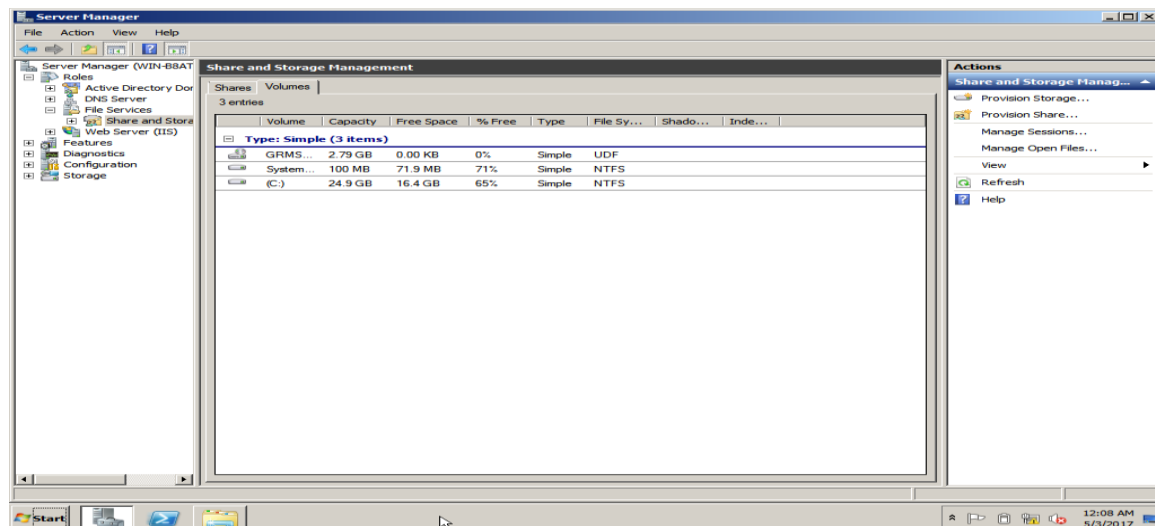 Server Manager
File Action View Help
Server Manager (WIN-B8AT
Roles
Active Directory Dor
DNS Server
File Services
Share and Stora
Web Server (IIS)
Features
Diagnostics
Configuration
Storage
Share and Storage Management
Shares Volumes
3 entries
Volume Capacity Free Space % Free Type File Sy... Shado... Inde...
Type: Simple (3 items)
GRMS... 2.79 GB 0.00 KB 0% Simple UDF
System... 100 MB 71.9 MB 71% Simple NTFS
(C:) 24.9 GB 16.4 GB 65% Simple NTFS
Actions
Share and Storage Manag...
Provision Storage...
Provision Share...
Manage Sessions...
Manage Open Files...
View
Refresh
Help
Start
12:08 AM
5/3/2017